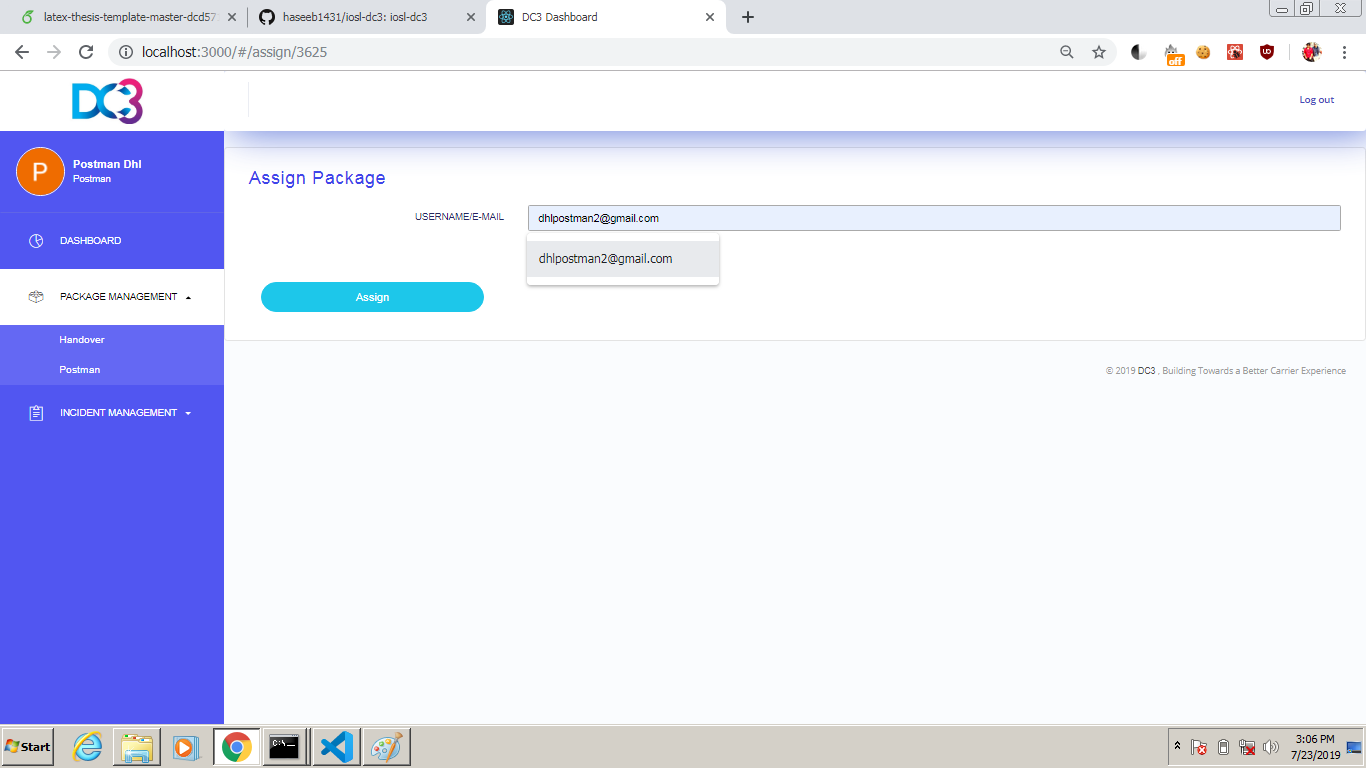 latex-thesis-template-master-dcd57
haseeb1431/iosl-dc3: iosl-dc3
DC3 Dashboard
localhost:3000/#/assign/3625
off
DC3
Log out
P
Postman Dhl
Postman
Assign Package
USERNAME/E-MAIL
dhlpostman2@gmail.com
dhlpostman2@gmail.com
DASHBOARD
PACKAGE MANAGEMENT
Assign
Handover
Postman
© 2019 DC3 , Building Towards a Better Carrier Experience
INCIDENT MANAGEMENT
Start
C:\.
3:06 PM
7/23/2019